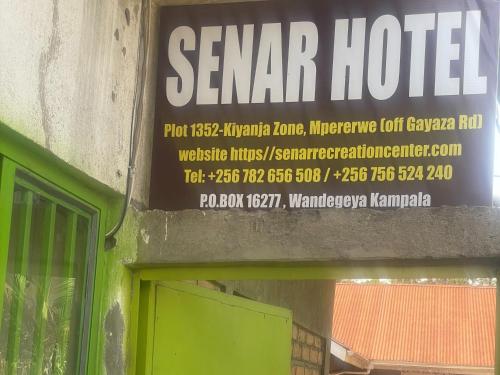 SENAR HOTEL
Plot 1352-Kiyanja Zone, Mpererwe (off Gayaza Rd)
website https//senarrecreationcenter.com
Tel: +256 782 656 508 / +256 756 524 240
P.O.BOX 16277 , Wandegeya Kampala